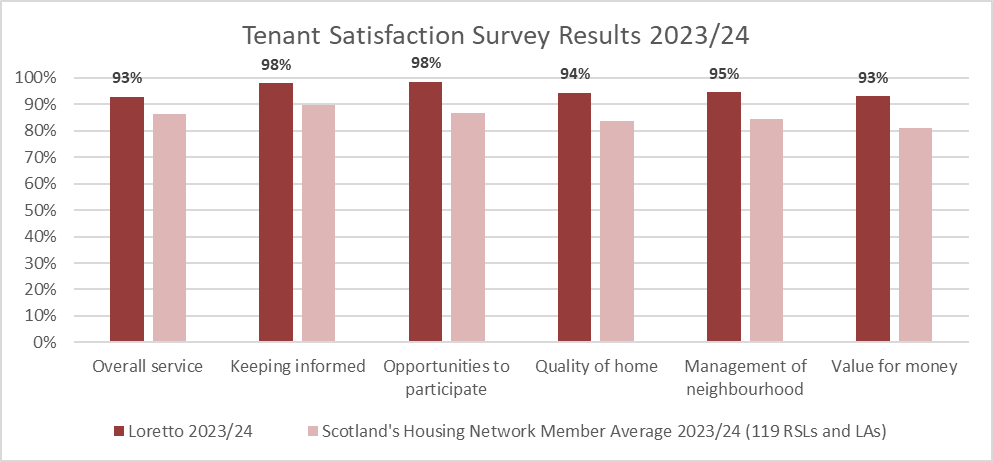 Tenant Satisfaction Survey Results 2023/24
93% 98% 98% 94% 95% 93%
100%
90%
80%
70%
60%
50%
40%
30%
20%
10%
0%
Overall service Keeping informed Opportunities to Quality of home Management of Value for money
participate neighbourhood
Loretto 2023/24 Scotland's Housing Network Member Average 2023/24 (119 RSLs and LAs)